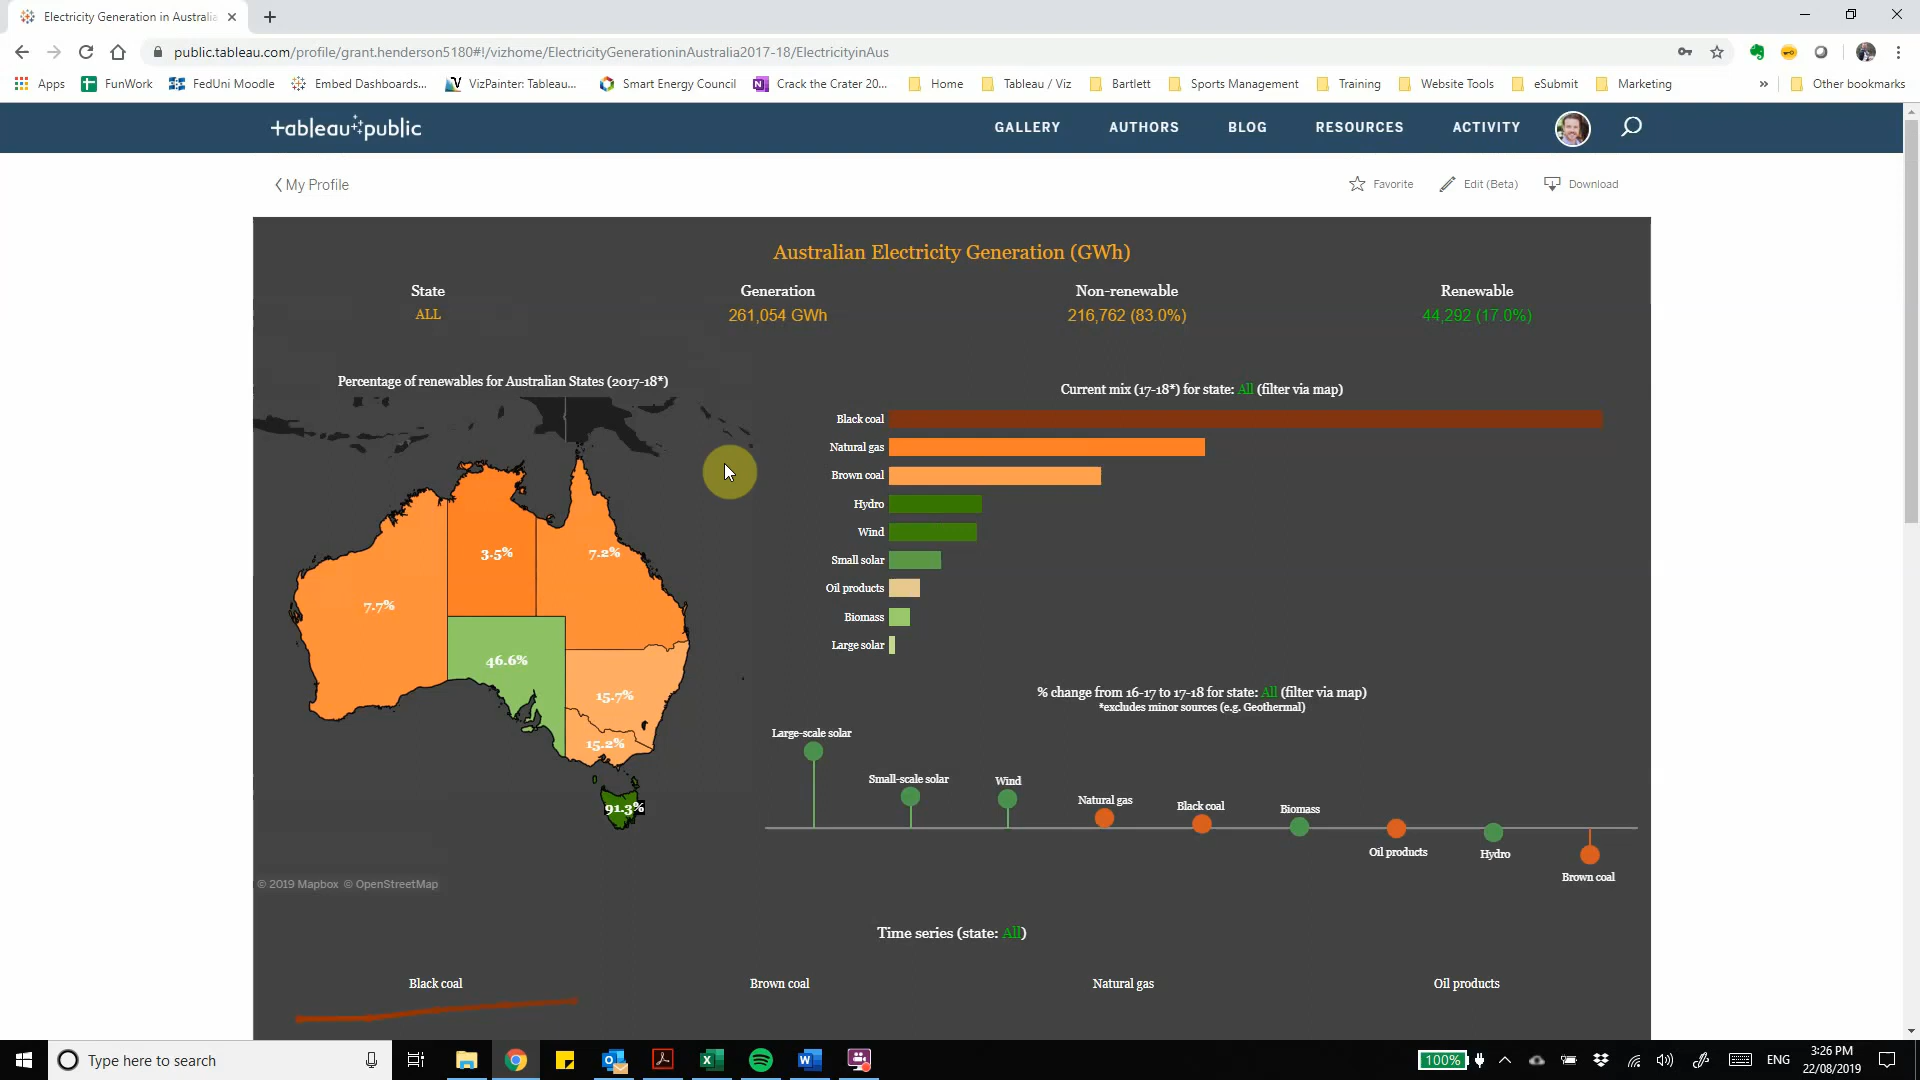 Electricity Generation in Australia
public.tableau.com/profile/grant.henderson5180#!/vizhome/ElectricityGenerationinAustralia2017-18/ElectricityinAus
Apps
FunWork
FedUni Moodle
Embed Dashboards...
VizPainter: Tableau...
Smart Energy Council
Crack the Crater 20...
Home
Tableau / Viz
Bartlett
Sports Management
Training
Website Tools
eSubmit
Marketing
»
Other bookmarks
tableau public
GALLERY
AUTHORS
BLOG
RESOURCES
ACTIVITY
My Profile
Favorite
Edit (Beta)
Download
Australian Electricity Generation (GWh)
State
Generation
Non-renewable
Renewable
ALL
261,054 GWh
216,762 (83.0%)
44,292 (17.0%)
Percentage of renewables for Australian States (2017-18*)
3.5%
7.2%
7.7%
46.6%
15.7%
15.2%
91.3%
© 2019 Mapbox © OpenStreetMap
Current mix (17-18*) for state: All (filter via map)
Black coal
Natural gas
Brown coal
Hydro
Wind
Small solar
Oil products
Biomass
Large solar
% change from 16-17 to 17-18 for state: All (filter via map)
*excludes minor sources (e.g. Geothermal)
Large-scale solar
Small-scale solar
Wind
Natural gas
Black coal
Biomass
Oil products
Hydro
Brown coal
Time series (state: All)
Black coal
Brown coal
Natural gas
Oil products
Type here to search
100%
ENG
3:26 PM
22/08/2019